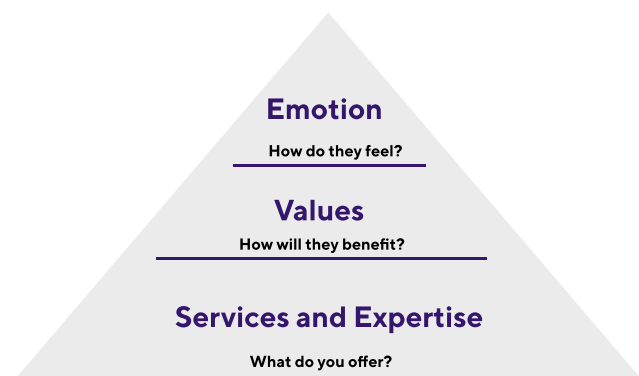 Emotion
How do they feel?
Values
How will they benefit?
Services and Expertise
What do you offer?